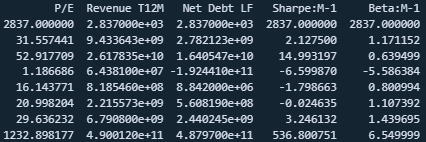 P/E Revenue T12M Net Debt LF Sharpe:M-1 Beta:M-1
2837.000000 2.837000e+03 2.837000e+03 2837.000000 2837.000000
31.557441 9.433643e+09 2.782123e+09 2.127500 1.171152
52.917709 2.617835e+10 1.640547e+10 14.993197 0.639499
1.186686 6.438100e+07 -1.924410e+11 -6.599870 -5.586384
16.143771 8.185460e+08 8.842000e+06 -1.798663 0.800994
20.998204 2.215573e+09 5.608190e+08 -0.024635 1.107392
29.636232 6.790800e+09 2.440245e+09 3.246132 1.439695
1232.898177 4.900120e+11 4.879700e+11 536.800751 6.549999